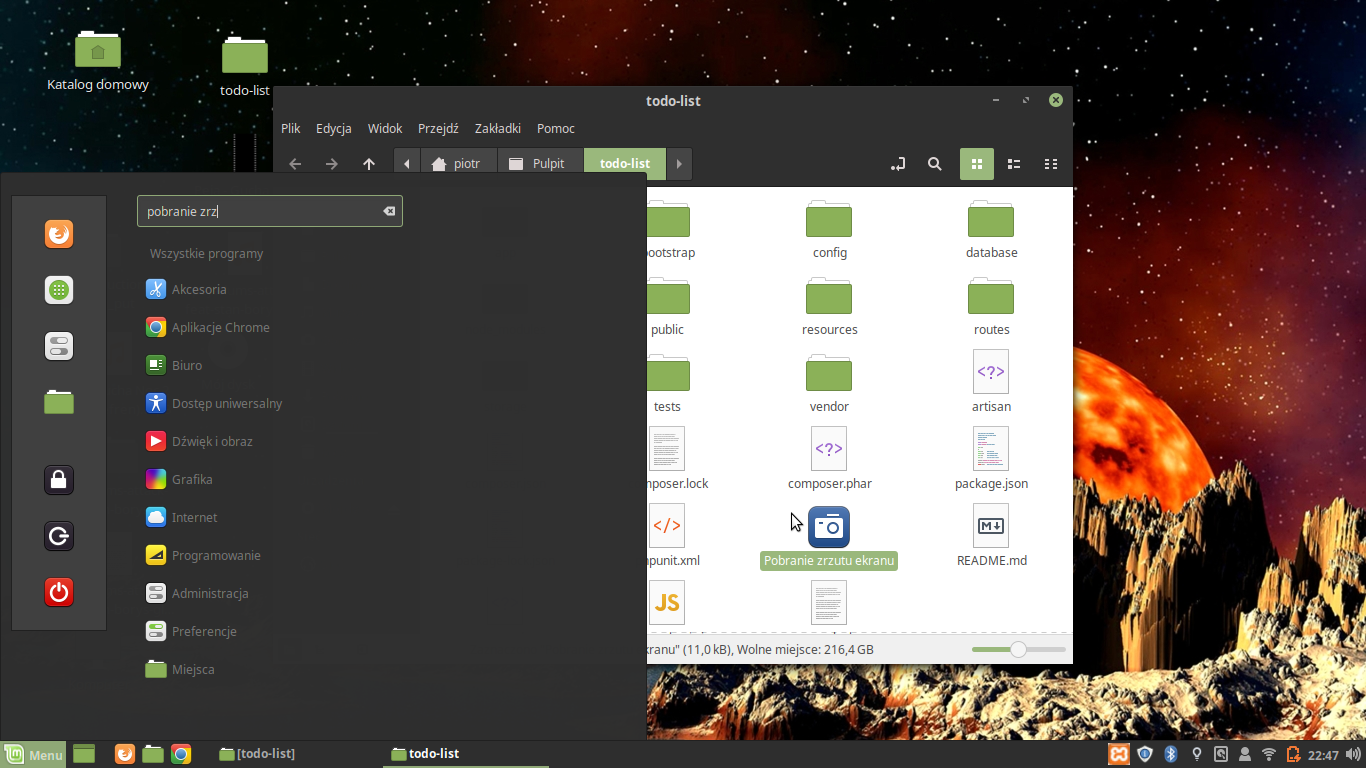 Katalog domowy
todo-list
todo-list
Plik Edycja Widok Przejdź Zakładki Pomoc
piotr Pulpit todo-list
pobranie zrz
Wszystkie programy
Akcesoria
Aplikacje Chrome
Biuro
Dostęp uniwersalny
Dźwięk i obraz
Grafika
Internet
Programowanie
Administracja
Preferencje
Miejsca
bootstrap config database
public resources routes
tests vendor artisan
mposer.lock composer.phar package.json
npunit.xml Pobranie zrzutu ekranu README.md
JS
kranu" (11,0 kB), Wolne miejsce: 216,4 GB
Menu [todo-list] todo-list 22:47